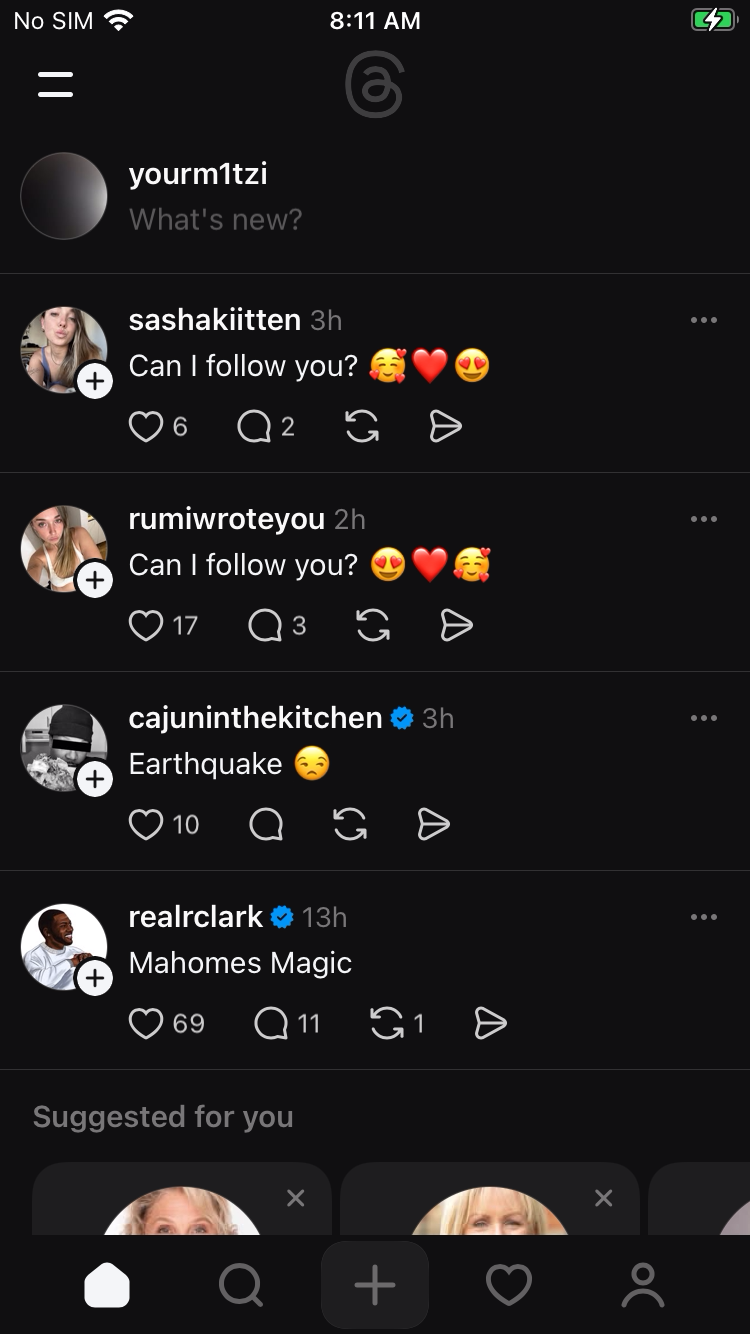 No SIM 8:11 AM
yourm1tzi
What's new?
sashakiitten 3h
Can I follow you? 🥰❤️😍
6 2
rumiwroteyou 2h
Can I follow you? 😍❤️🥰
17 3
cajuninthekitchen 3h
Earthquake 😒
10
realrclark 13h
Mahomes Magic
69 11 1
Suggested for you